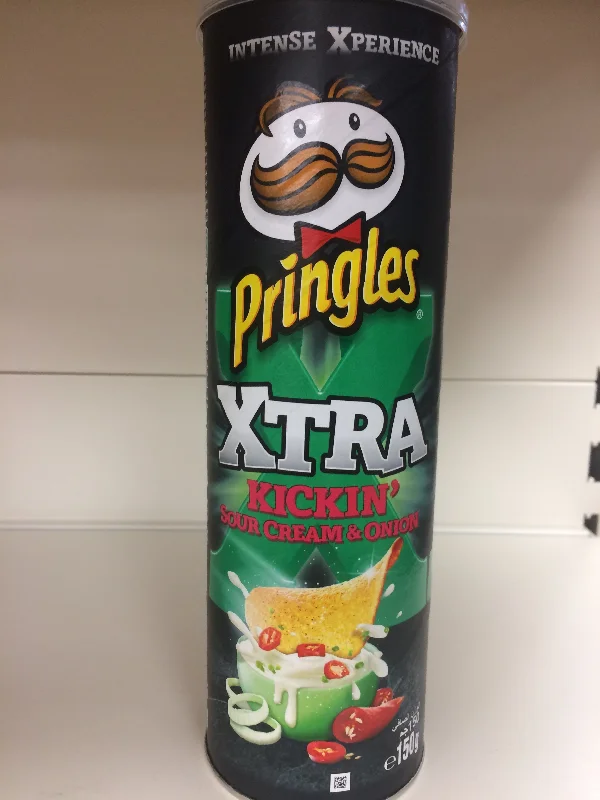 INTENSE XPERIENCE
Pringles®
XTRA
KICKIN'
SOUR CREAM & ONION
e150g